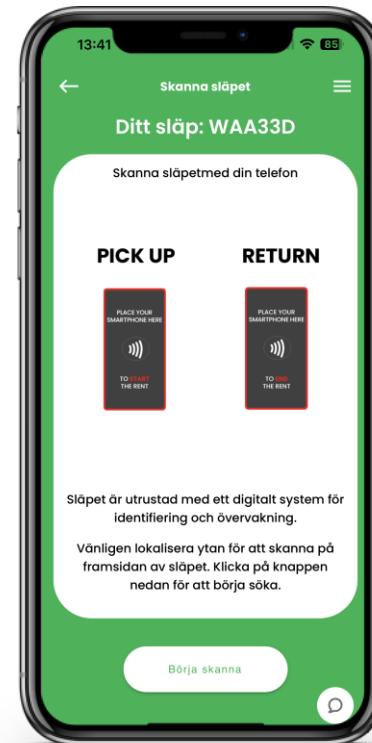 13:41
85
Skanna släpet
Ditt släp: WAA33D
Skanna släpetmed din telefon
PICK UP
RETURN
PLACE YOUR
SMARTPHONE HERE
TO START
THE RENT
PLACE YOUR
SMARTPHONE HERE
TO END
THE RENT
Släpet är utrustad med ett digitalt system för
identifiering och övervakning.
Vänligen lokalisera ytan för att skanna på
framsidan av släpet. Klicka på knappen
nedan för att börja söka.
Börja skanna